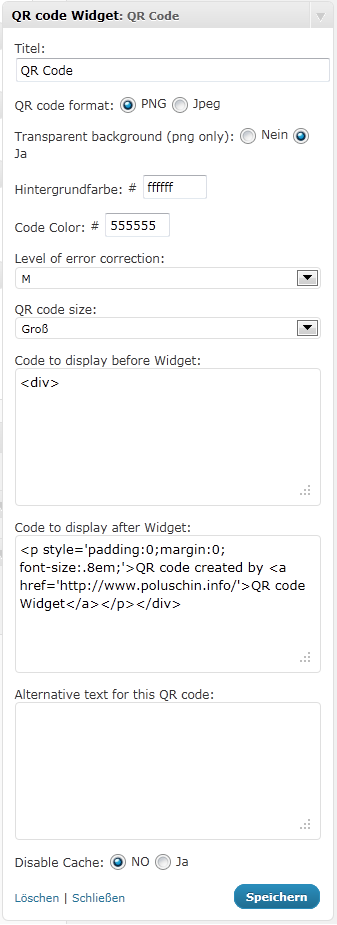 QR code Widget: QR Code
Titel:
QR Code
QR code format: PNG Jpeg
Transparent background (png only): Nein
Ja
Hintergrundfarbe: # ffffff
Code Color: # 555555
Level of error correction:
M
QR code size:
Groß
Code to display before Widget:
<div>
Code to display after Widget:
<p style='padding:0;margin:0;
font-size:.8em;'>QR code created by <a
href='http://www.poluschin.info/'>QR code
Widget</a></p></div>
Alternative text for this QR code:
Disable Cache: NO Ja
Löschen | Schließen Speichern